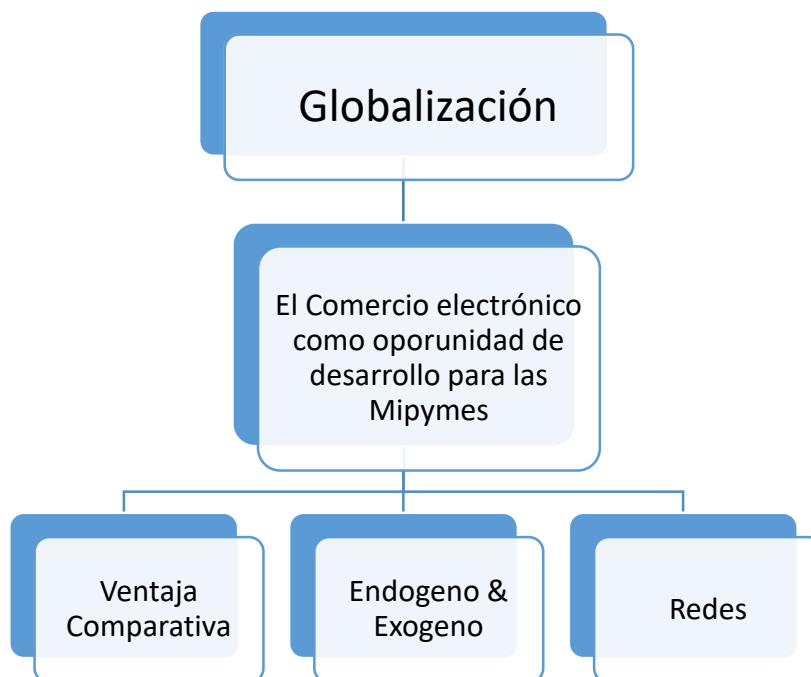 Globalización
El Comercio electrónico
como oporunidad de
desarrollo para las
Mipymes
Ventaja
Comparativa
Endogeno &
Exogeno
Redes